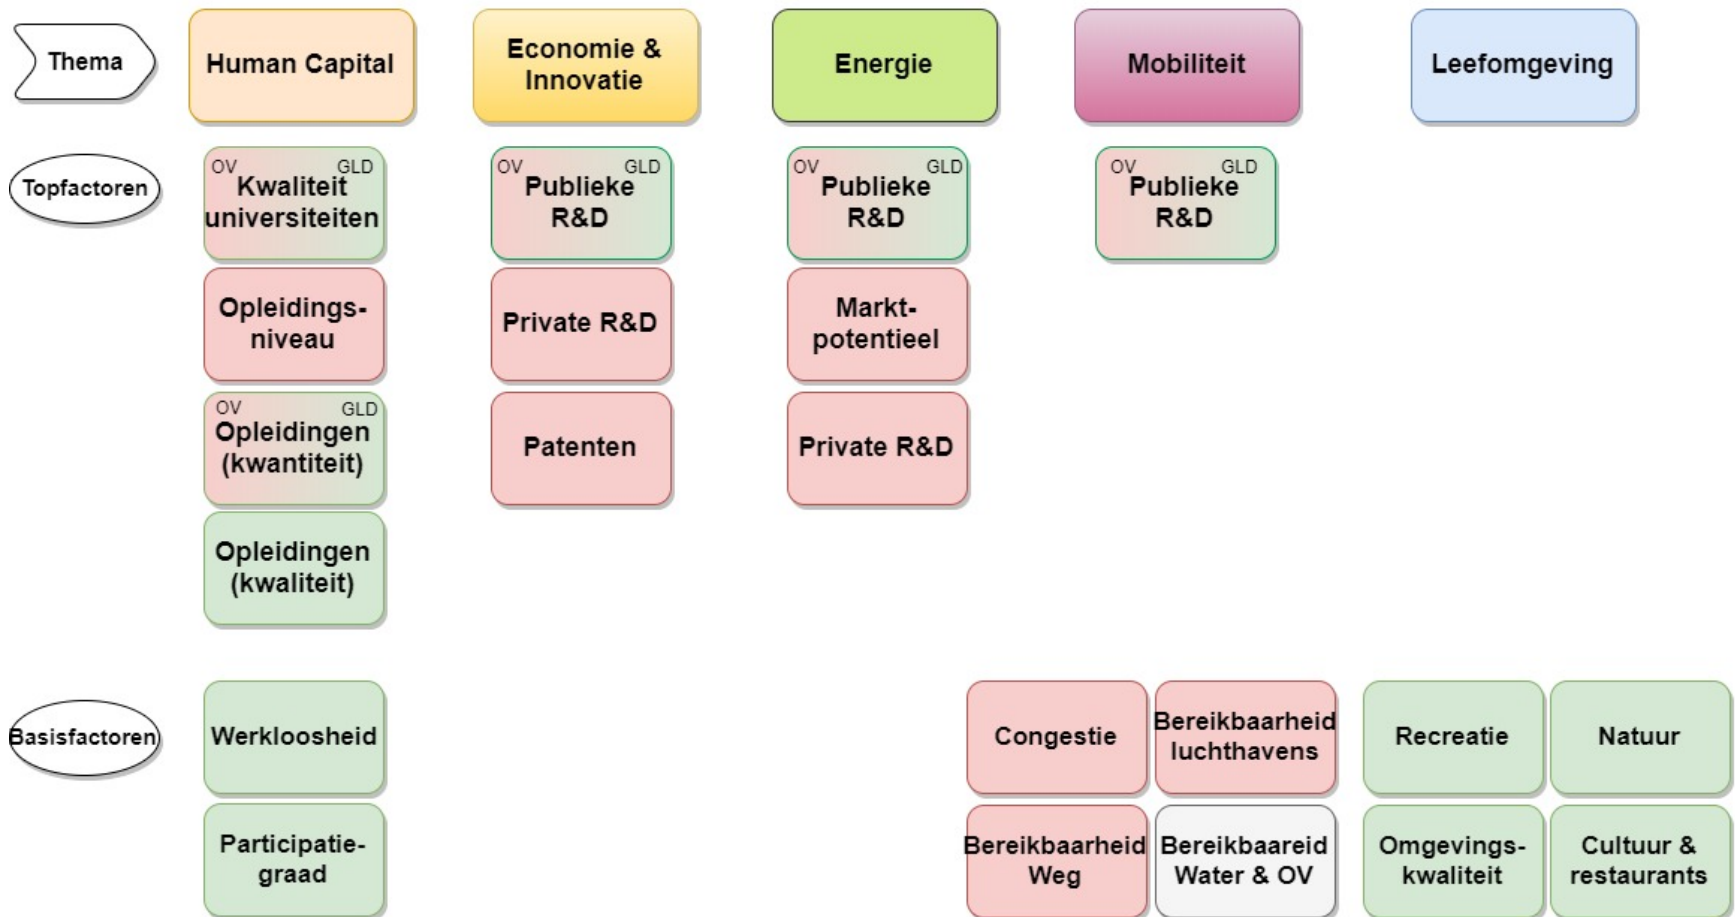 Thema
Human Capital
Economie &
Innovatie
Energie
Mobiliteit
Leefomgeving
Topfactoren
OV GLD
Kwaliteit
universiteiten
OV GLD
Publieke
R&D
OV GLD
Publieke
R&D
OV GLD
Publieke
R&D
Opleidings-
niveau
Private R&D
Markt-
potentieel
OV GLD
Opleidingen
(kwantiteit)
Patenten
Private R&D
Opleidingen
(kwaliteit)
Basisfactoren
Werkloosheid
Congestie
Bereikbaarheid
luchthavens
Recreatie
Natuur
Participatie-
graad
Bereikbaarheid
Weg
Bereikbaareid
Water & OV
Omgevings-
kwaliteit
Cultuur &
restaurants